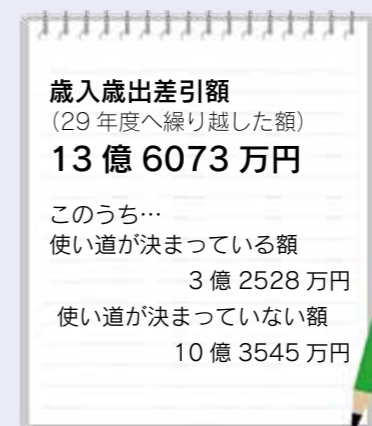 歳入歳出差引額
（29 年度へ繰り越した額）
13 億 6073 万円
このうち…
使い道が決まっている額
3 億 2528 万円
使い道が決まっていない額
10 億 3545 万円